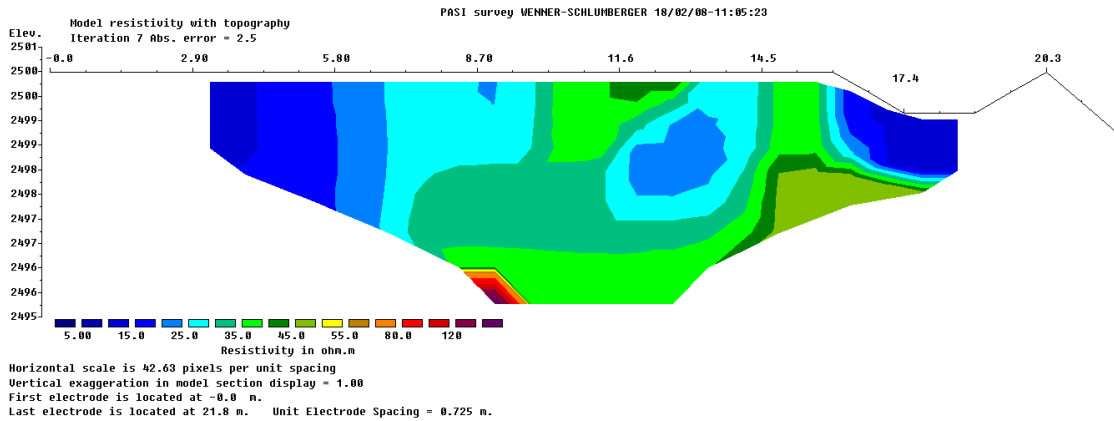 PASI survey WENNER-SCHLUMBERGER 18/02/08-11:05:23
Model resistivity with topography
Elev.
Iteration 7 Abs. error = 2.5
2501
-0.0 2.90 5.80 8.70 11.6 14.5 17.4 20.3
2500
2500
2499
2499
2498
2498
2497
2497
2496
2496
2495
5.00 15.0 25.0 35.0 45.0 55.0 80.0 120
Resistivity in ohm.m
Horizontal scale is 42.63 pixels per unit spacing
Vertical exaggeration in model section display = 1.00
First electrode is located at -0.0 m.
Last electrode is located at 21.8 m. Unit Electrode Spacing = 0.725 m.